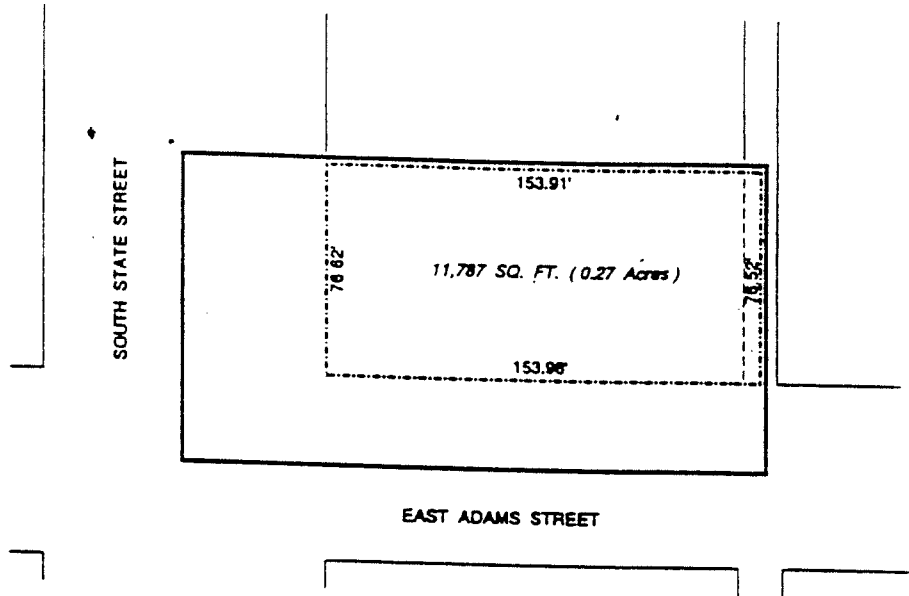 SOUTH STATE STREET
153.91'
76.62'
11,787 SQ. FT. (0.27 Acres)
76.52'
153.96'
EAST ADAMS STREET